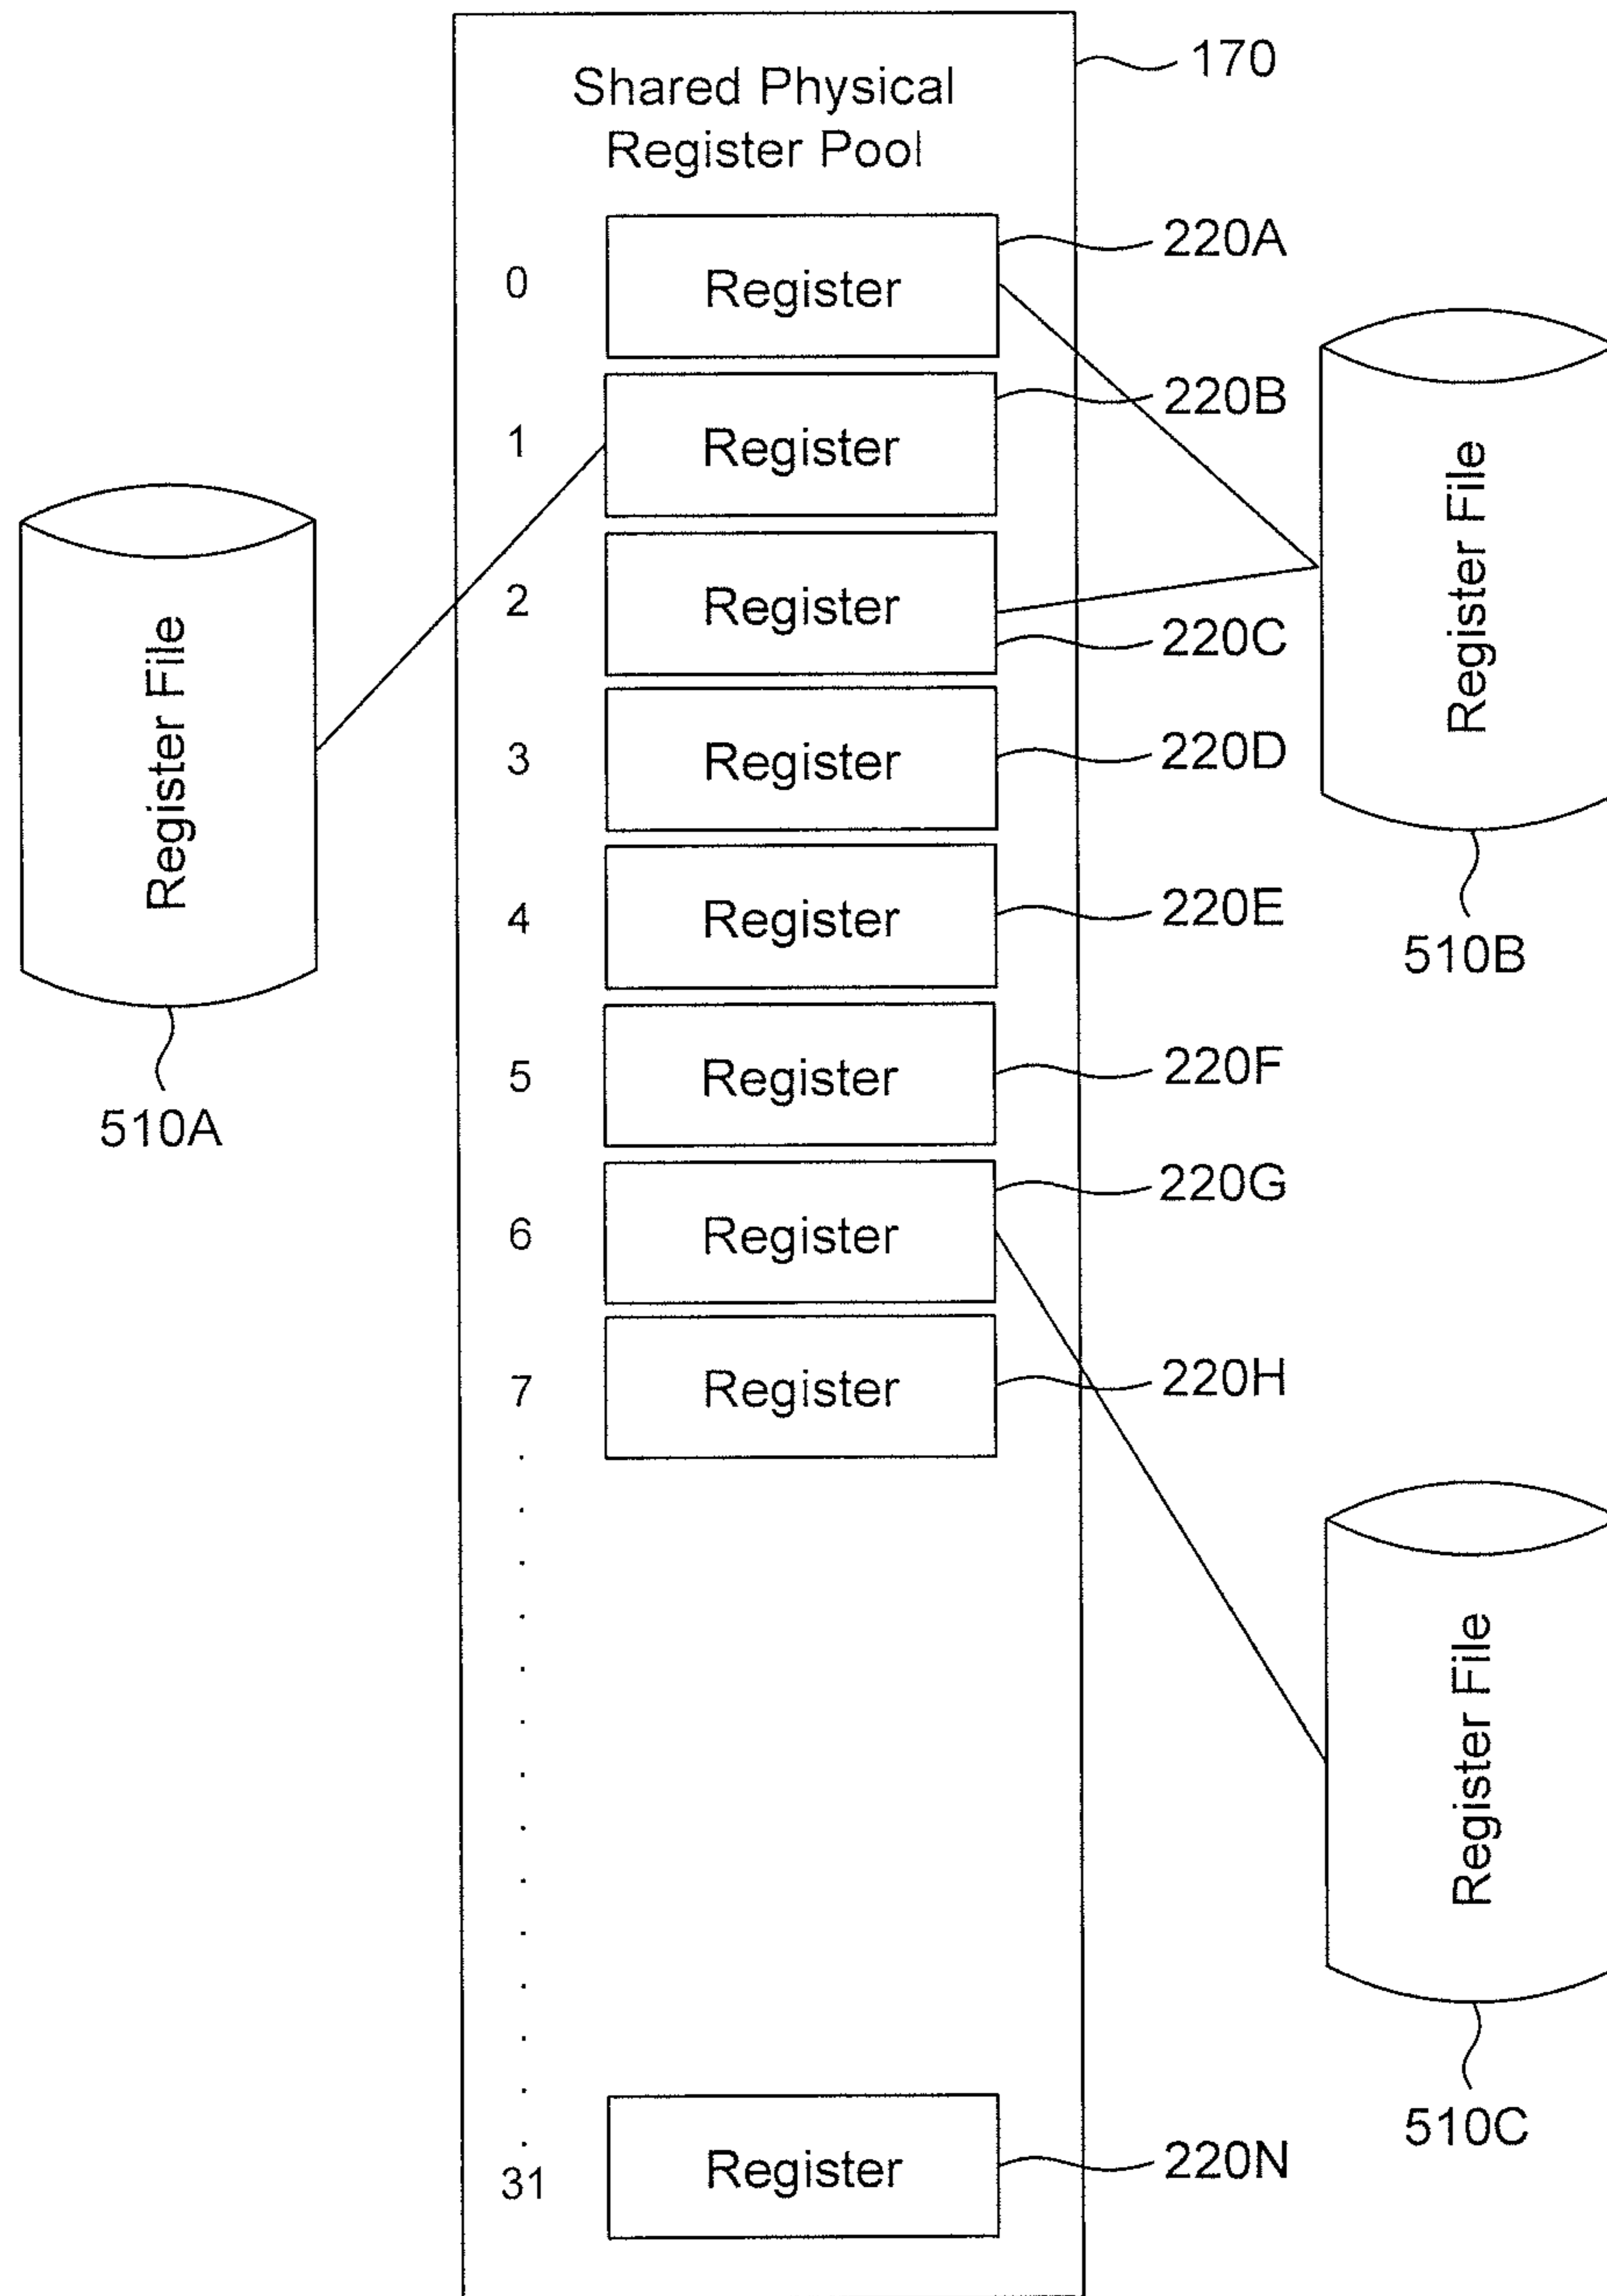 170
Shared Physical
Register Pool
220A
0
Register
220B
1
Register
2
Register
220C
3
Register
220D
4
Register
220E
5
Register
220F
6
Register
220G
7
Register
220H
31
Register
220N
Register File
510A
Register File
510B
Register File
510C